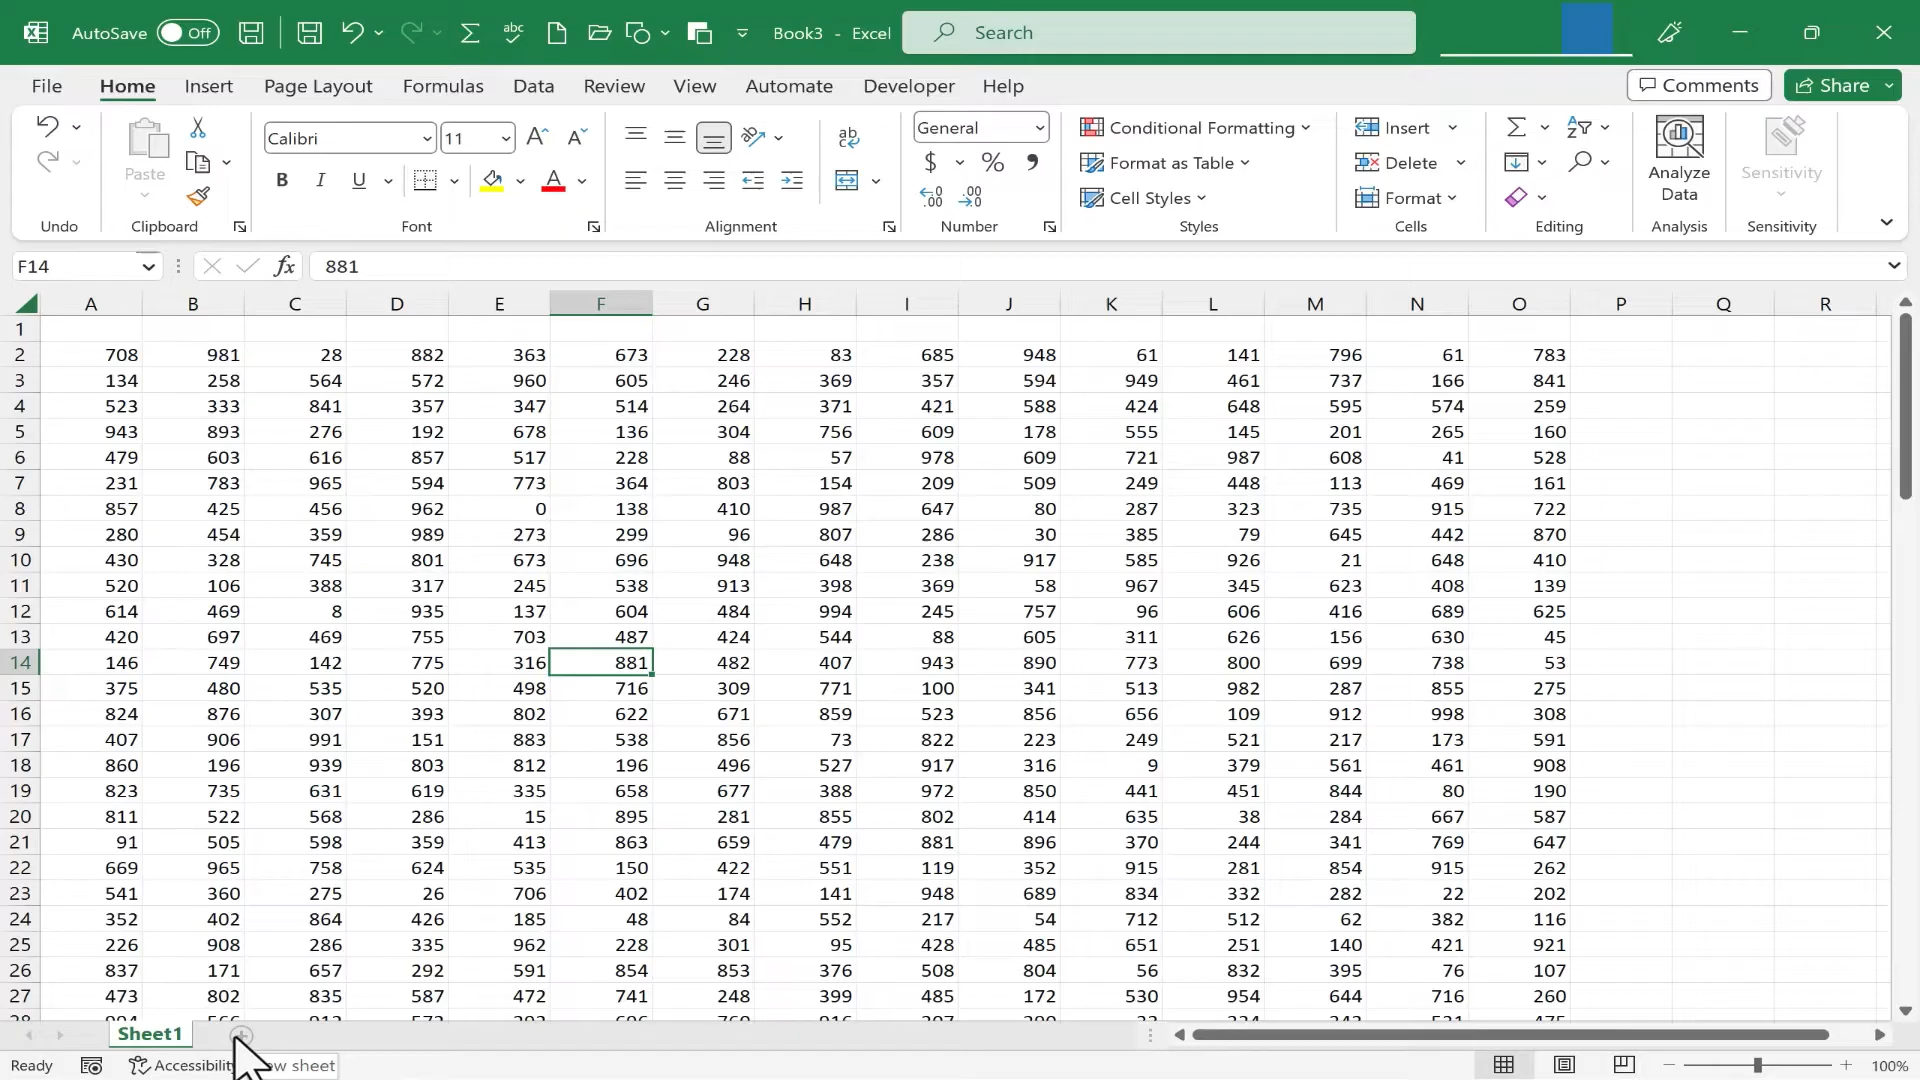 AutoSave Off abc Book3 - Excel Search
File Home Insert Page Layout Formulas Data Review View Automate Developer Help Comments Share
Paste Calibri 11 A A ab General Conditional Formatting Insert Analyze Data Sensitivity
$ % Format as Table Delete
B I U A Cell Styles Format
Undo Clipboard Font Alignment Number Styles Cells Editing Analysis Sensitivity
F14 fx 881
A B C D E F G H I J K L M N O P Q R
1
2 708 981 28 882 363 673 228 83 685 948 61 141 796 61 783
3 134 258 564 572 960 605 246 369 357 594 949 461 737 166 841
4 523 333 841 357 347 514 264 371 421 588 424 648 595 574 259
5 943 893 276 192 678 136 304 756 609 178 555 145 201 265 160
6 479 603 616 857 517 228 88 57 978 609 721 987 608 41 528
7 231 783 965 594 773 364 803 154 209 509 249 448 113 469 161
8 857 425 456 962 0 138 410 987 647 80 287 323 735 915 722
9 280 454 359 989 273 299 96 807 286 30 385 79 645 442 870
10 430 328 745 801 673 696 948 648 238 917 585 926 21 648 410
11 520 106 388 317 245 538 913 398 369 58 967 345 623 408 139
12 614 469 8 935 137 604 484 994 245 757 96 606 416 689 625
13 420 697 469 755 703 487 424 544 88 605 311 626 156 630 45
14 146 749 142 775 316 881 482 407 943 890 773 800 699 738 53
15 375 480 535 520 498 716 309 771 100 341 513 982 287 855 275
16 824 876 307 393 802 622 671 859 523 856 656 109 912 998 308
17 407 906 991 151 883 538 856 73 822 223 249 521 217 173 591
18 860 196 939 803 812 196 496 527 917 316 9 379 561 461 908
19 823 735 631 619 335 658 677 388 972 850 441 451 844 80 190
20 811 522 568 286 15 895 281 855 802 414 635 38 284 667 587
21 91 505 598 359 413 863 659 479 881 896 370 244 341 769 647
22 669 965 758 624 535 150 422 551 119 352 915 281 854 915 262
23 541 360 275 26 706 402 174 141 948 689 834 332 282 22 202
24 352 402 864 426 185 48 84 552 217 54 712 512 62 382 116
25 226 908 286 335 962 228 301 95 428 485 651 251 140 421 921
26 837 171 657 292 591 854 853 376 508 804 56 832 395 76 107
27 473 802 835 587 472 741 248 399 485 172 530 954 644 716 260
Sheet1
Ready Accessibility sheet 100%